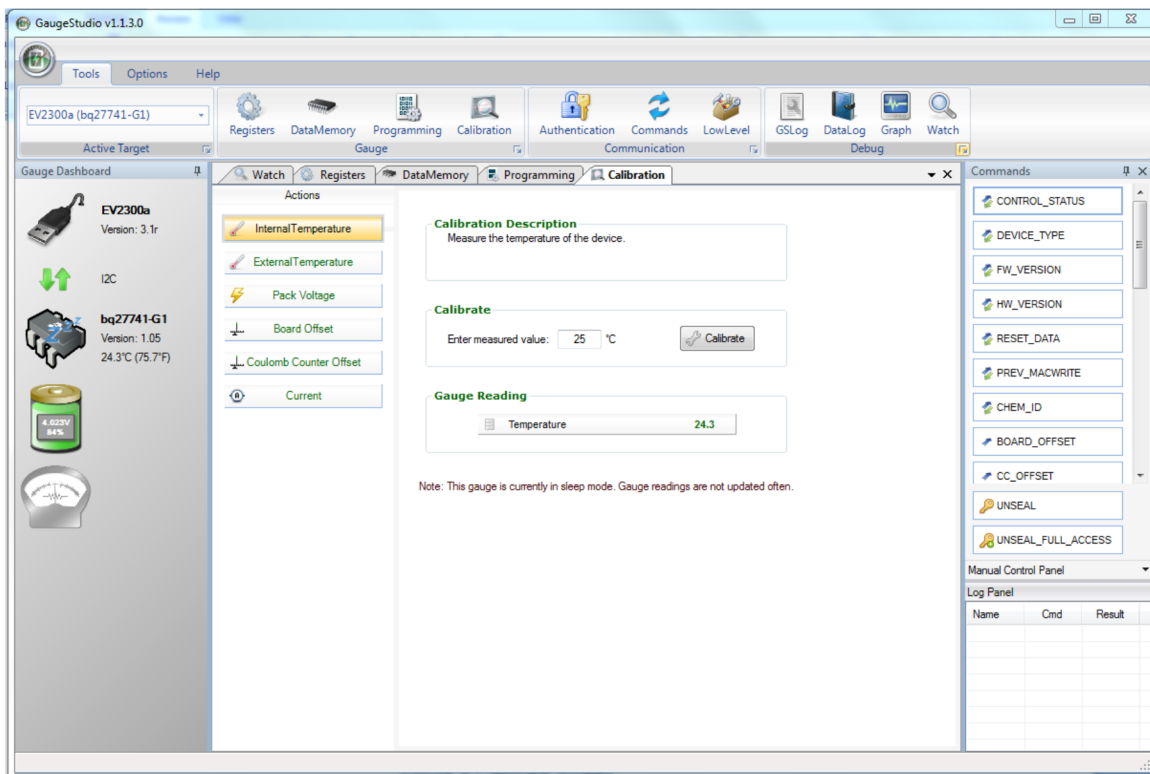 GaugeStudio v1.1.3.0
Tools Options Help
EV2300a (bq27741-G1)
Active Target
Registers DataMemory Programming Calibration
Gauge
Authentication Commands LowLevel
Communication
GSLog DataLog Graph Watch
Debug
Gauge Dashboard
EV2300a
Version: 3.1r
I2C
bq27741-G1
Version: 1.05
24.3°C (75.7°F)
4.023V
84%
Watch Registers DataMemory Programming Calibration
Actions
InternalTemperature
ExternalTemperature
Pack Voltage
Board Offset
Coulomb Counter Offset
Current
Calibration Description
Measure the temperature of the device.
Calibrate
Enter measured value: 25 °C Calibrate
Gauge Reading
Temperature 24.3
Note: This gauge is currently in sleep mode. Gauge readings are not updated often.
Commands
CONTROL_STATUS
DEVICE_TYPE
FW_VERSION
HW_VERSION
RESET_DATA
PREV_MACWRITE
CHEM_ID
BOARD_OFFSET
CC_OFFSET
UNSEAL
UNSEAL_FULL_ACCESS
Manual Control Panel
Log Panel
Name Cmd Result